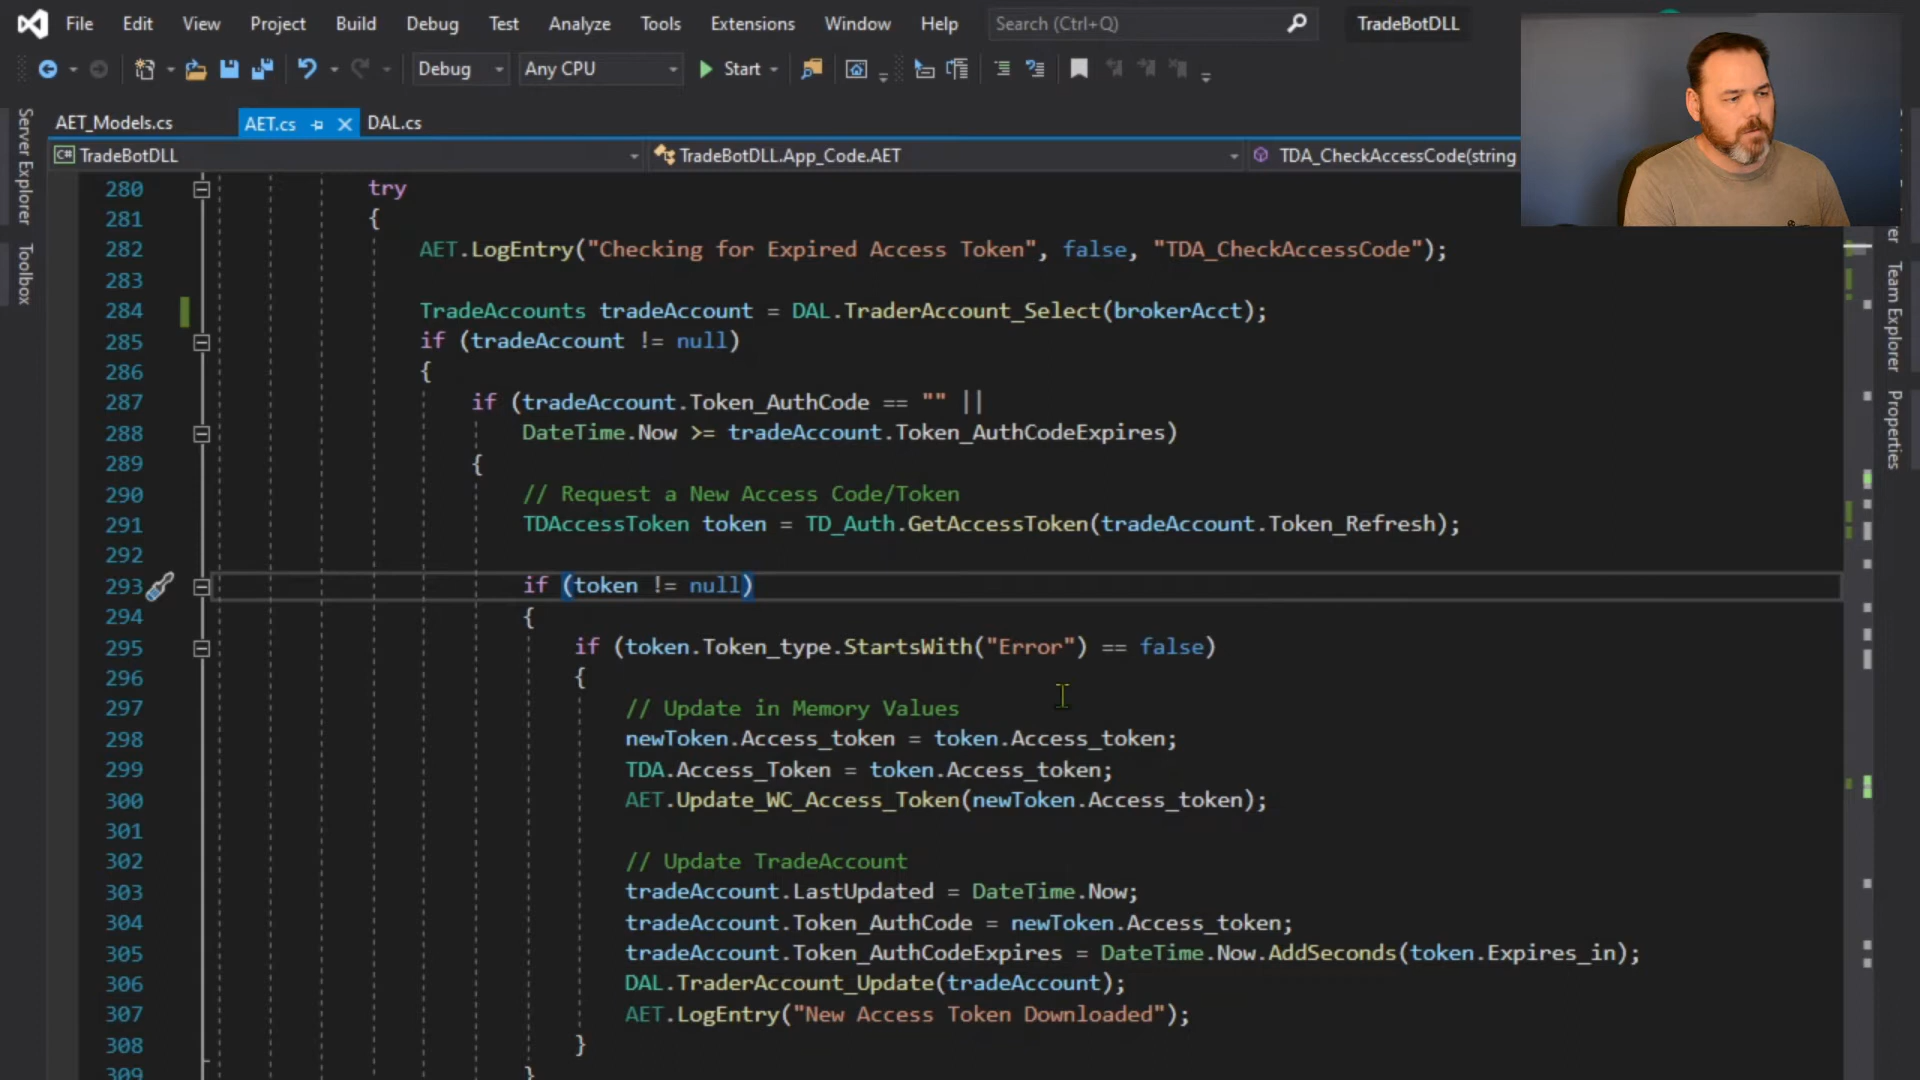 File Edit View Project Build Debug Test Analyze Tools Extensions Window Help Search (Ctrl+Q) TradeBotDLL
Debug Any CPU Start
AET_Models.cs AET.cs DAL.cs
C# TradeBotDLL TradeBotDLL.App_Code.AET TDA_CheckAccessCode(string
Server Explorer
Toolbox
Team Explorer
Properties
280 try
281 {
282 AET.LogEntry("Checking for Expired Access Token", false, "TDA_CheckAccessCode");
283
284 TradeAccounts tradeAccount = DAL.TraderAccount_Select(brokerAcct);
285 if (tradeAccount != null)
286 {
287 if (tradeAccount.Token_AuthCode == "" ||
288 DateTime.Now >= tradeAccount.Token_AuthCodeExpires)
289 {
290 // Request a New Access Code/Token
291 TDAccessToken token = TD_Auth.GetAccessToken(tradeAccount.Token_Refresh);
292
293 if (token != null)
294 {
295 if (token.Token_type.StartsWith("Error") == false)
296 {
297 // Update in Memory Values
298 newToken.Access_token = token.Access_token;
299 TDA.Access_Token = token.Access_token;
300 AET.Update_WC_Access_Token(newToken.Access_token);
301
302 // Update TradeAccount
303 tradeAccount.LastUpdated = DateTime.Now;
304 tradeAccount.Token_AuthCode = newToken.Access_token;
305 tradeAccount.Token_AuthCodeExpires = DateTime.Now.AddSeconds(token.Expires_in);
306 DAL.TraderAccount_Update(tradeAccount);
307 AET.LogEntry("New Access Token Downloaded");
308 }
309 }